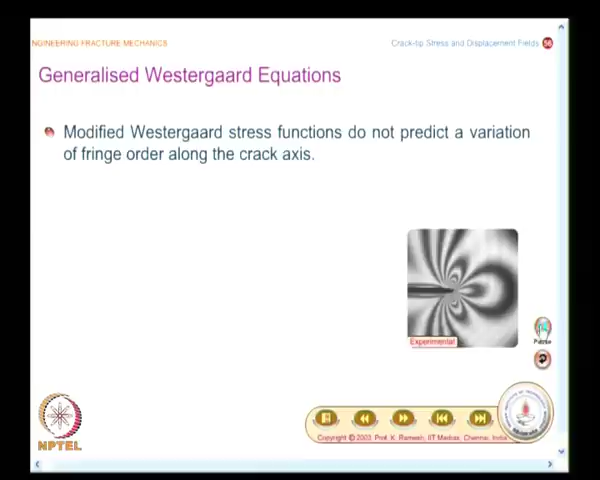 NGINEERING FRACTURE MECHANICS
Crack-tip Stress and Displacement Fields 56
Generalised Westergaard Equations
Modified Westergaard stress functions do not predict a variation
of fringe order along the crack axis.
Experimental
NPTEL
Copyright © 2003, Prof. K. Ramesh, IIT Madras, Chennai, India